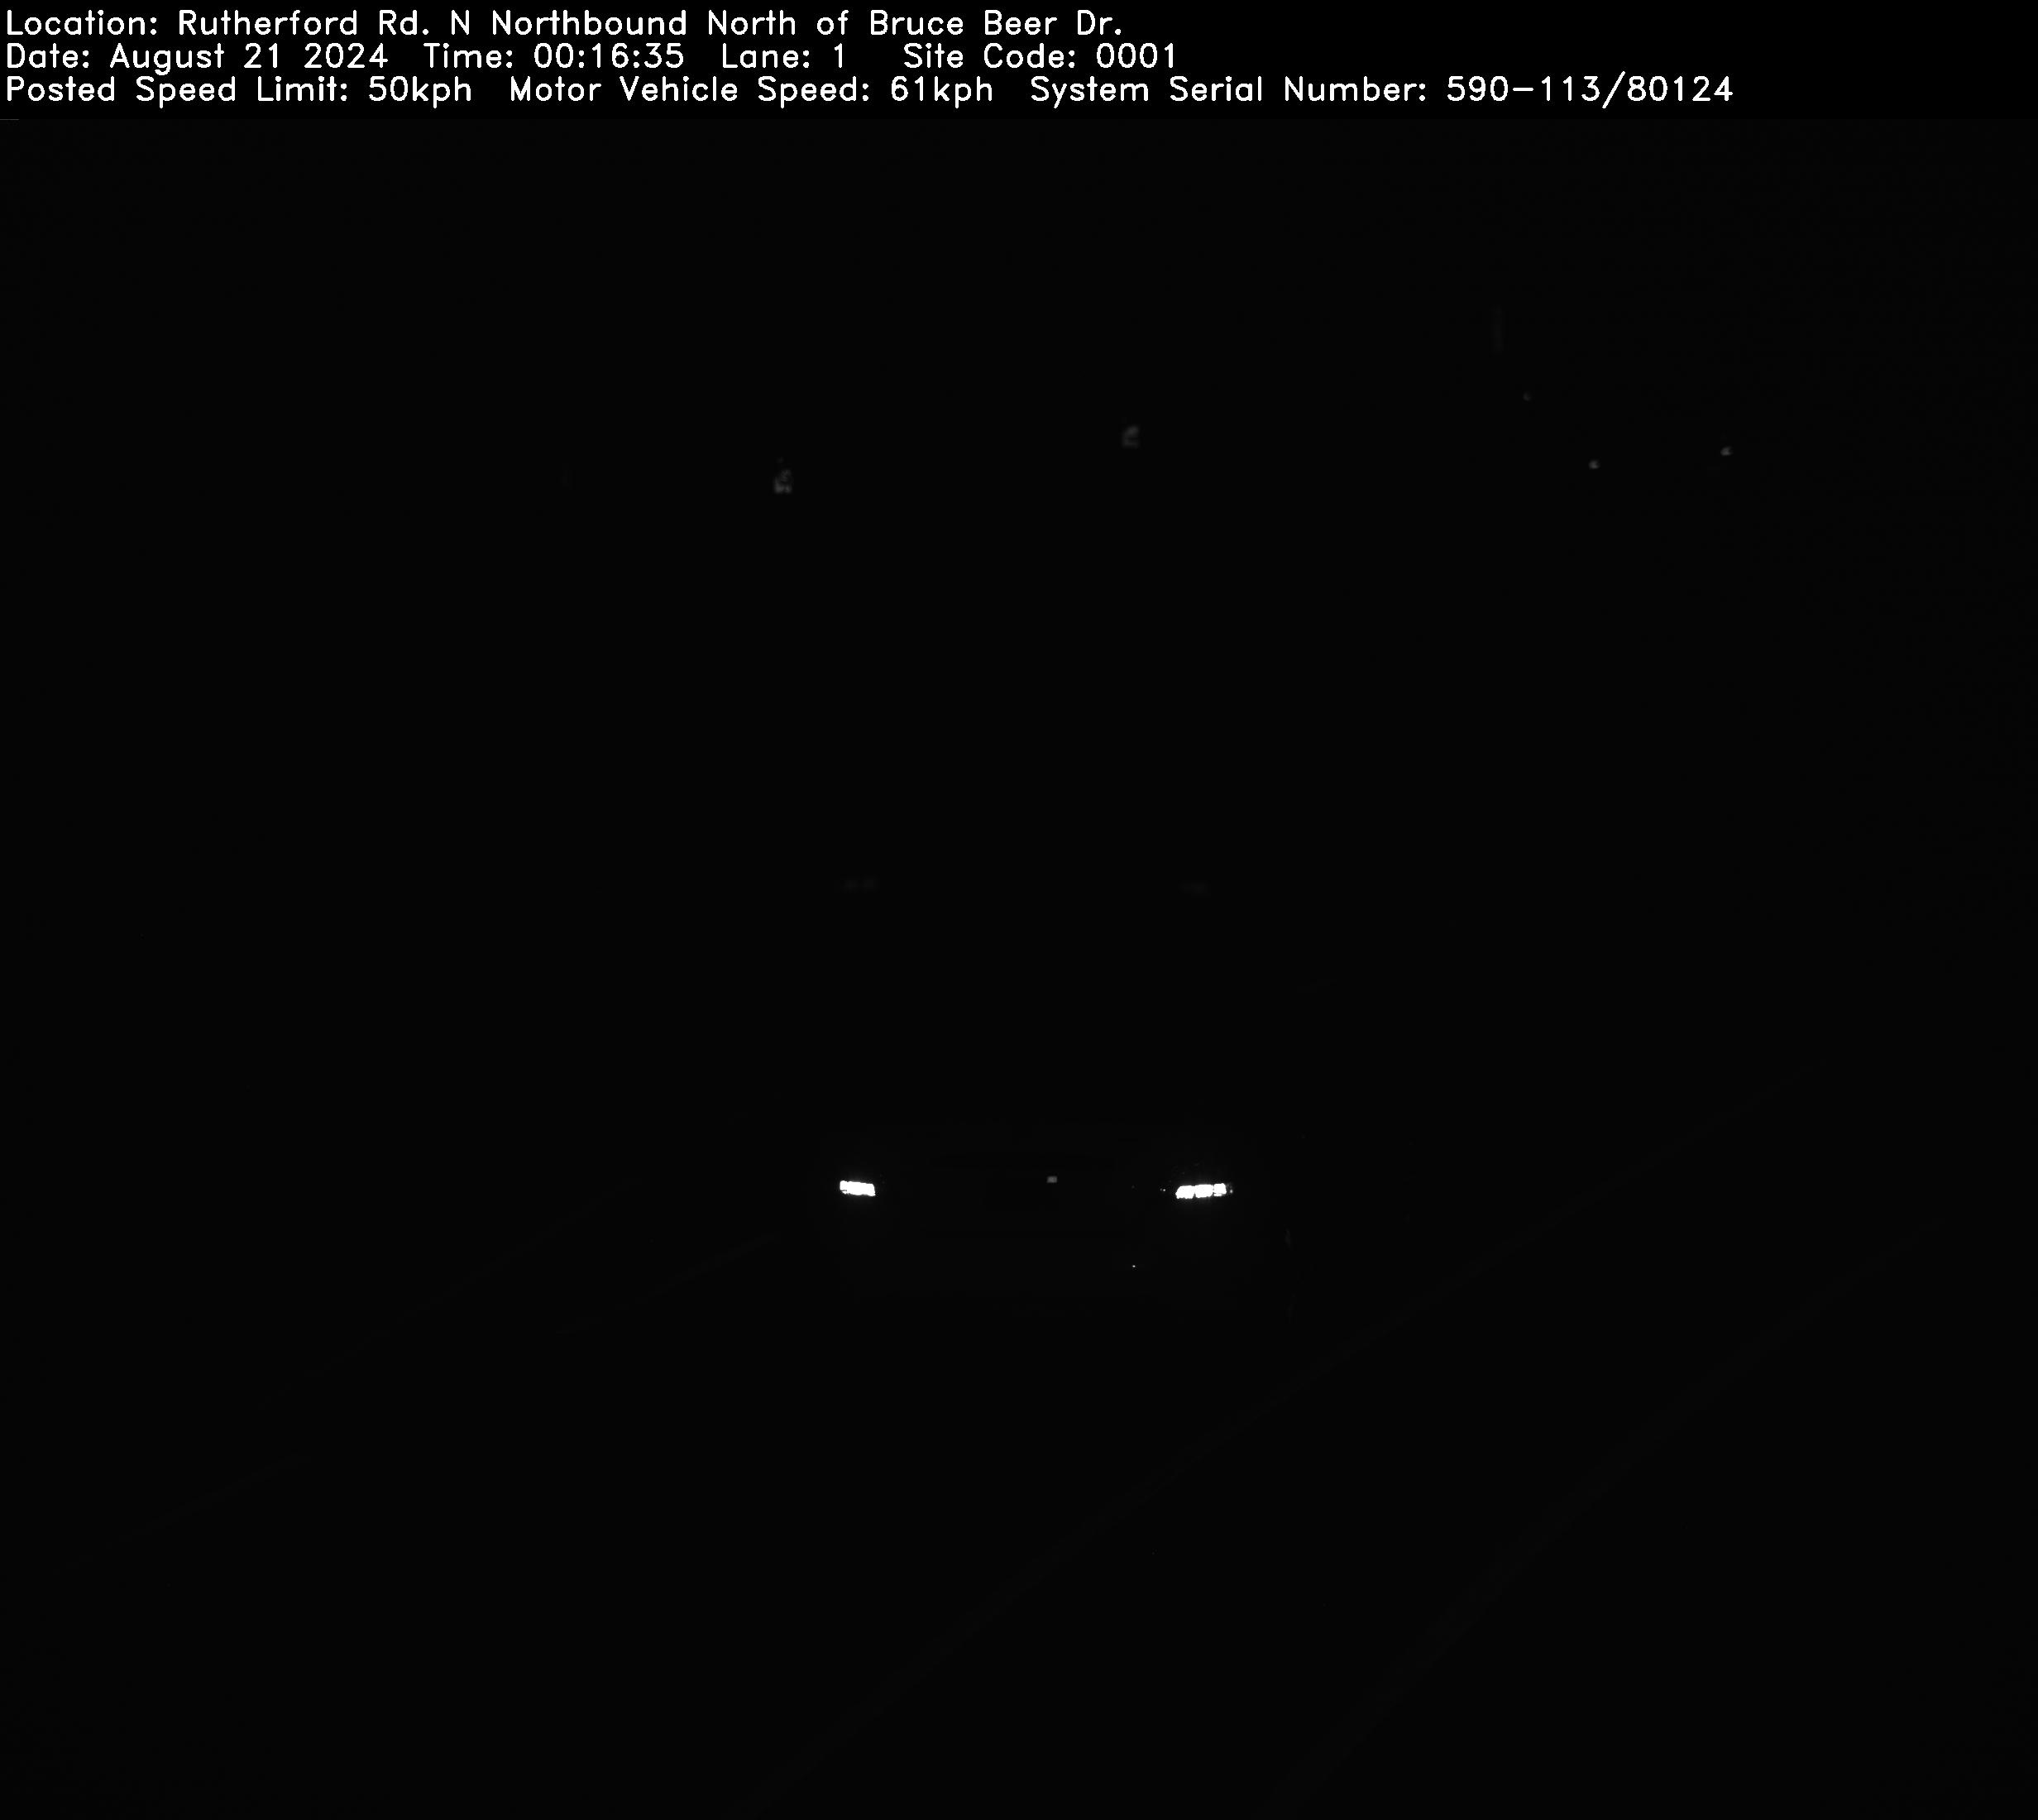 Location: Rutherford Rd. N Northbound North of Bruce Beer Dr.
Date: August 21 2024 Time: 00:16:35 Lane: 1 Site Code: 0001
Posted Speed Limit: 50kph Motor Vehicle Speed: 61kph System Serial Number: 590-113/80124